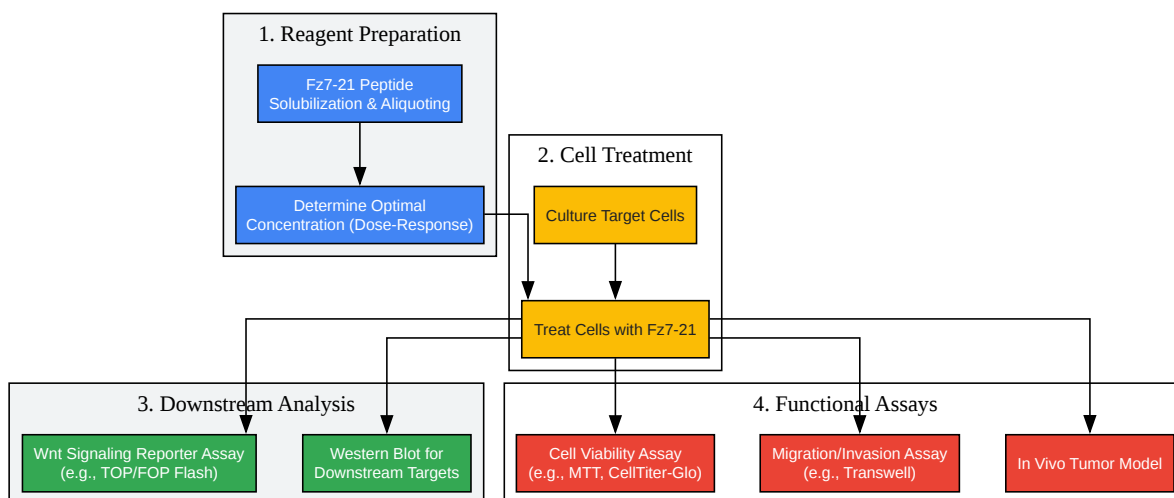 1. Reagent Preparation
Fz7-21 Peptide
Solubilization & Aliquoting
Determine Optimal
Concentration (Dose-Response)
2. Cell Treatment
Culture Target Cells
Treat Cells with Fz7-21
3. Downstream Analysis
Wnt Signaling Reporter Assay
(e.g., TOP/FOP Flash)
Western Blot for
Downstream Targets
4. Functional Assays
Cell Viability Assay
(e.g., MTT, CellTiter-Glo)
Migration/Invasion Assay
(e.g., Transwell)
In Vivo Tumor Model